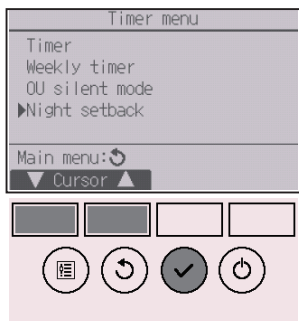 Timer menu
Timer
Weekly timer
OU silent mode
▶Night setback
Main menu:↺
▼ Cursor ▲